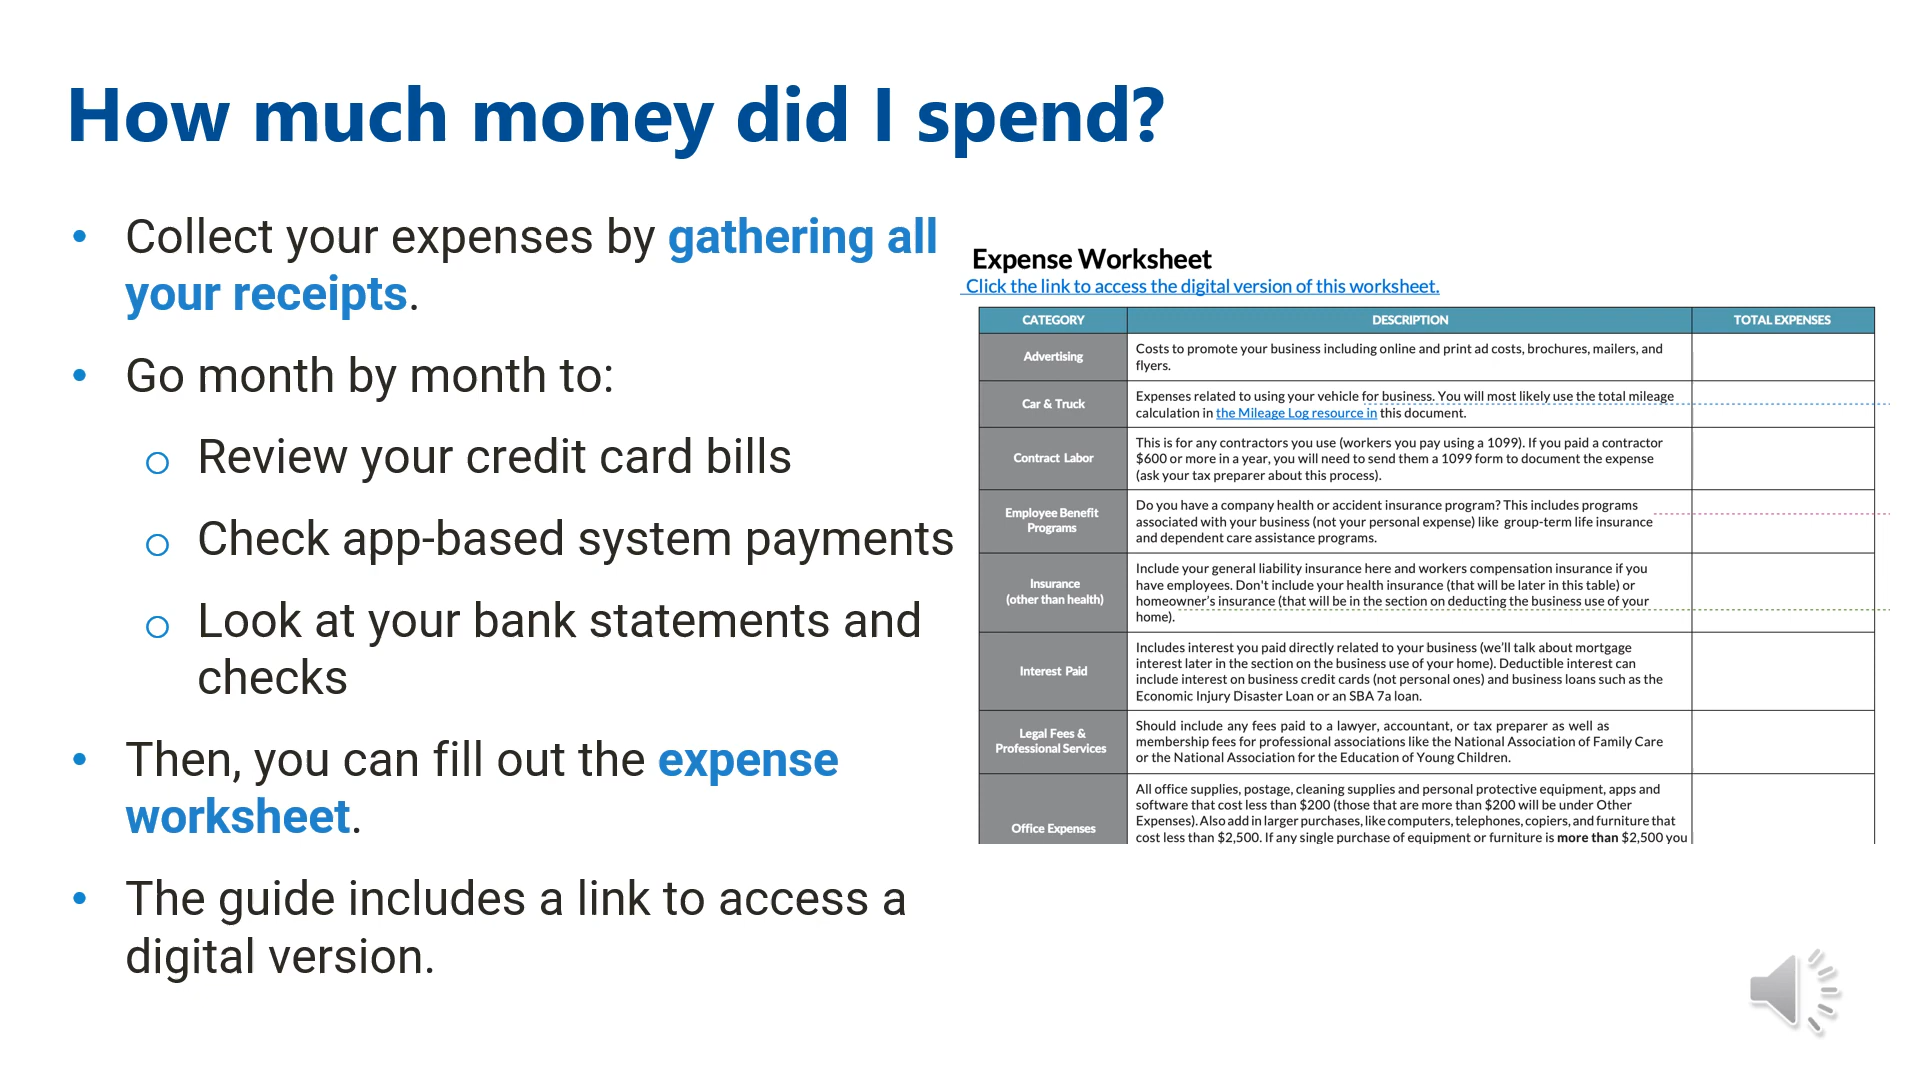 How much money did I spend?
• Collect your expenses by gathering all
your receipts.
• Go month by month to:
o Review your credit card bills
o Check app-based system payments
o Look at your bank statements and
checks
• Then, you can fill out the expense
worksheet.
• The guide includes a link to access a
digital version.
Expense Worksheet
Click the link to access the digital version of this worksheet.
CATEGORY DESCRIPTION TOTAL EXPENSES
Advertising
Costs to promote your business including online and print ad costs, brochures, mailers, and
flyers.
Car & Truck
Expenses related to using your vehicle for business. You will most likely use the total mileage
calculation in the Mileage Log resource in this document.
Contract Labor
This is for any contractors you use (workers you pay using a 1099). If you paid a contractor
$600 or more in a year, you will need to send them a 1099 form to document the expense
(ask your tax preparer about this process).
Employee Benefit
Programs
Do you have a company health or accident insurance program? This includes programs
associated with your business (not your personal expense) like group-term life insurance
and dependent care assistance programs.
Insurance
(other than health)
Include your general liability insurance here and workers compensation insurance if you
have employees. Don't include your health insurance (that will be later in this table) or
homeowner's insurance (that will be in the section on deducting the business use of your
home).
Interest Paid
Includes interest you paid directly related to your business (we'll talk about mortgage
interest later in the section on the business use of your home). Deductible interest can
include interest on business credit cards (not personal ones) and business loans such as the
Economic Injury Disaster Loan or an SBA 7a loan.
Legal Fees &
Professional Services
Should include any fees paid to a lawyer, accountant, or tax preparer as well as
membership fees for professional associations like the National Association of Family Care
or the National Association for the Education of Young Children.
Office Expenses
All office supplies, postage, cleaning supplies and personal protective equipment, apps and
software that cost less than $200 (those that are more than $200 will be under Other
Expenses). Also add in larger purchases, like computers, telephones, copiers, and furniture that
cost less than $2,500. If any single purchase of equipment or furniture is more than $2,500 you